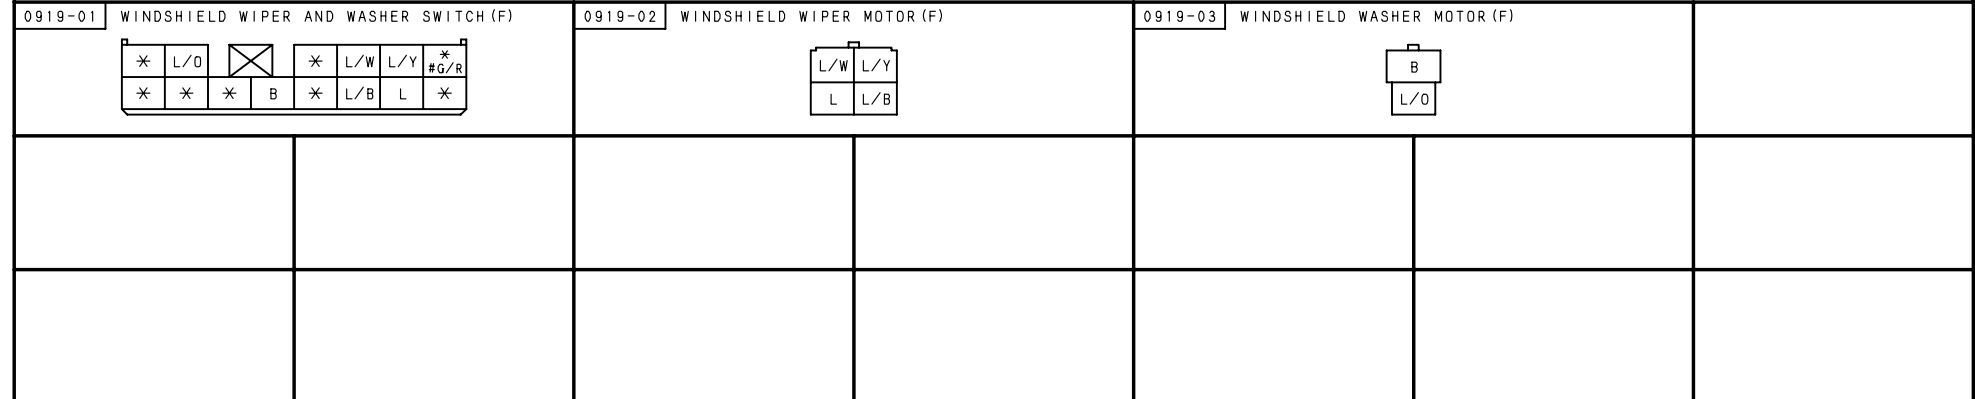 0919-01 WINDSHIELD WIPER AND WASHER SWITCH(F)
* L/O * L/W L/Y *
#G/R
* * * B * L/B L *
0919-02 WINDSHIELD WIPER MOTOR(F)
L/W L/Y
L L/B
0919-03 WINDSHIELD WASHER MOTOR(F)
B
L/O